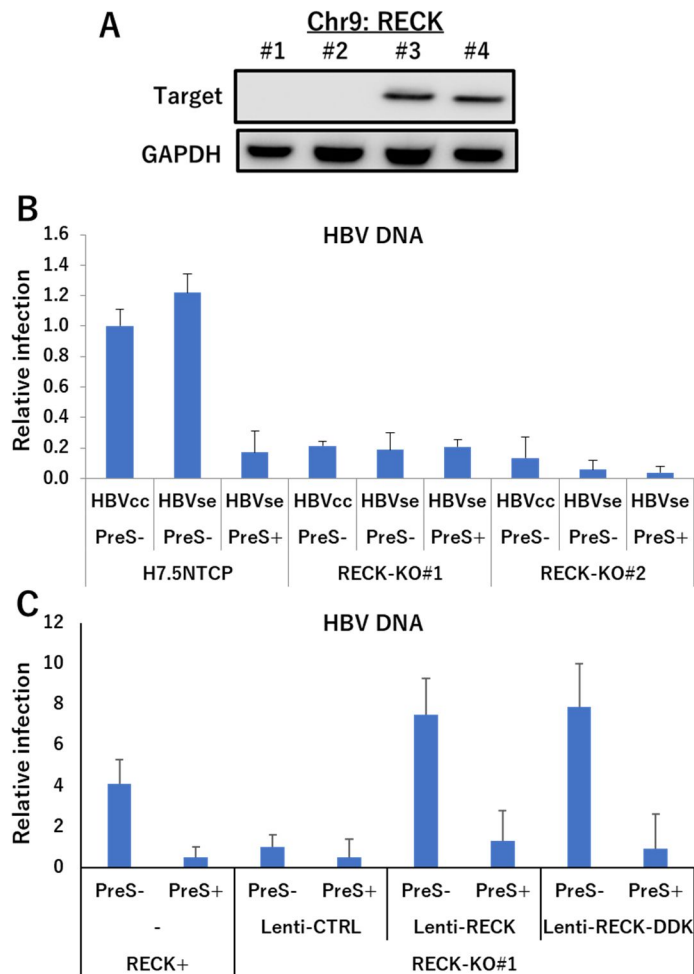 A
Chr9: RECK
#1 #2 #3 #4
Target
GAPDH
B
HBV DNA
Relative infection
1.6
1.4
1.2
1.0
0.8
0.6
0.4
0.2
0.0
HBVcc HBVse HBVse HBVcc HBVse HBVse HBVcc HBVse HBVse
PreS- PreS- PreS+ PreS- PreS- PreS+ PreS- PreS- PreS+
H7.5NTCP RECK-KO#1 RECK-KO#2
C
HBV DNA
Relative infection
12
10
8
6
4
2
0
PreS- PreS+ PreS- PreS+ PreS- PreS+ PreS- PreS+
- Lenti-CTRL Lenti-RECK Lenti-RECK-DDK
RECK+ RECK-KO#1